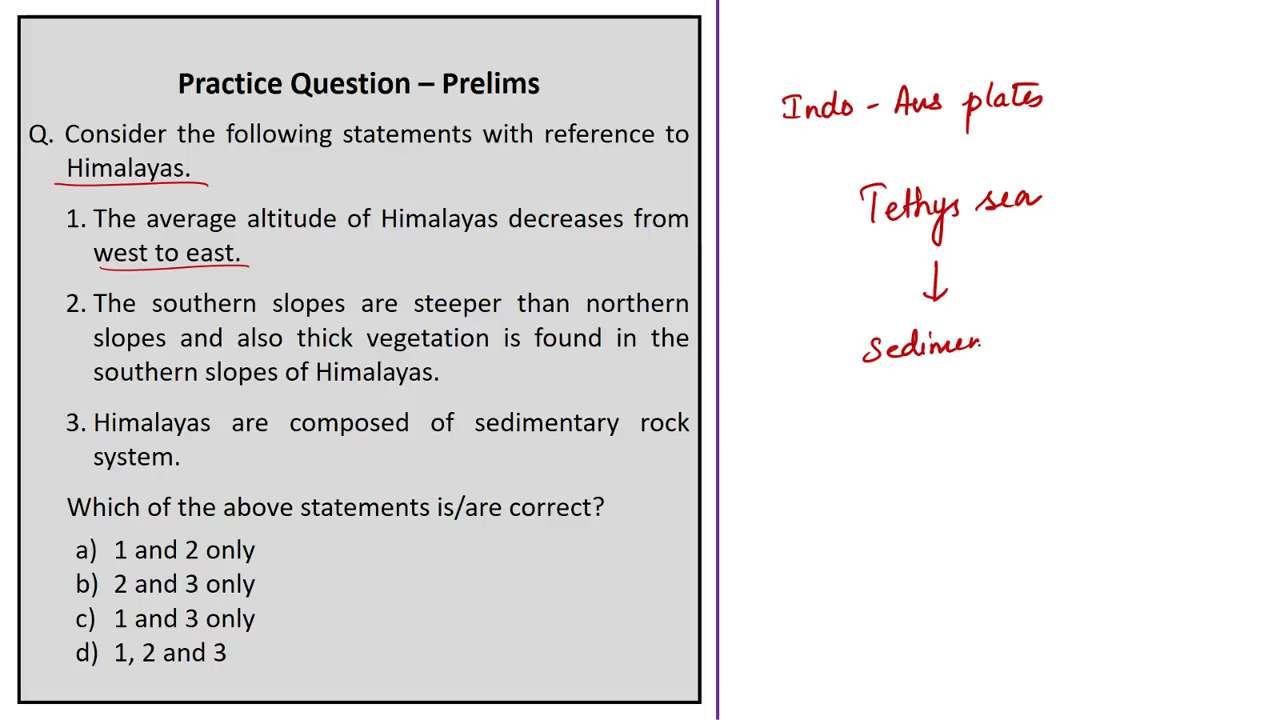 Practice Question – Prelims
Q. Consider the following statements with reference to
Himalayas.
1. The average altitude of Himalayas decreases from
west to east.
2. The southern slopes are steeper than northern
slopes and also thick vegetation is found in the
southern slopes of Himalayas.
3. Himalayas are composed of sedimentary rock
system.
Which of the above statements is/are correct?
a) 1 and 2 only
b) 2 and 3 only
c) 1 and 3 only
d) 1, 2 and 3
Indo - Aus plates
Tethys sea
↓
Sedimen